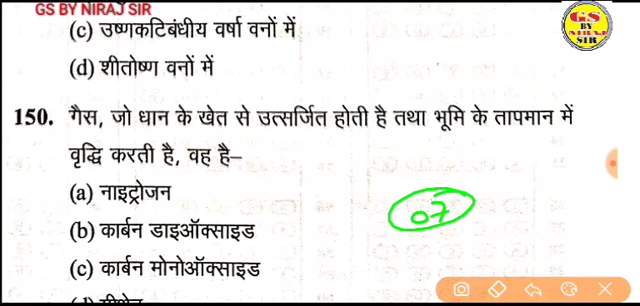 GS BY NIRAJ SIR
(c) उष्णकटिबंधीय वर्षा वनों में
GS
BY
NIRAJ
SIR
(d) शीतोष्ण वनों में
150. गैस, जो धान के खेत से उत्सर्जित होती है तथा भूमि के तापमान में
वृद्धि करती है, वह है–
(a) नाइट्रोजन
07
(b) कार्बन डाइऑक्साइड
(c) कार्बन मोनोऑक्साइड